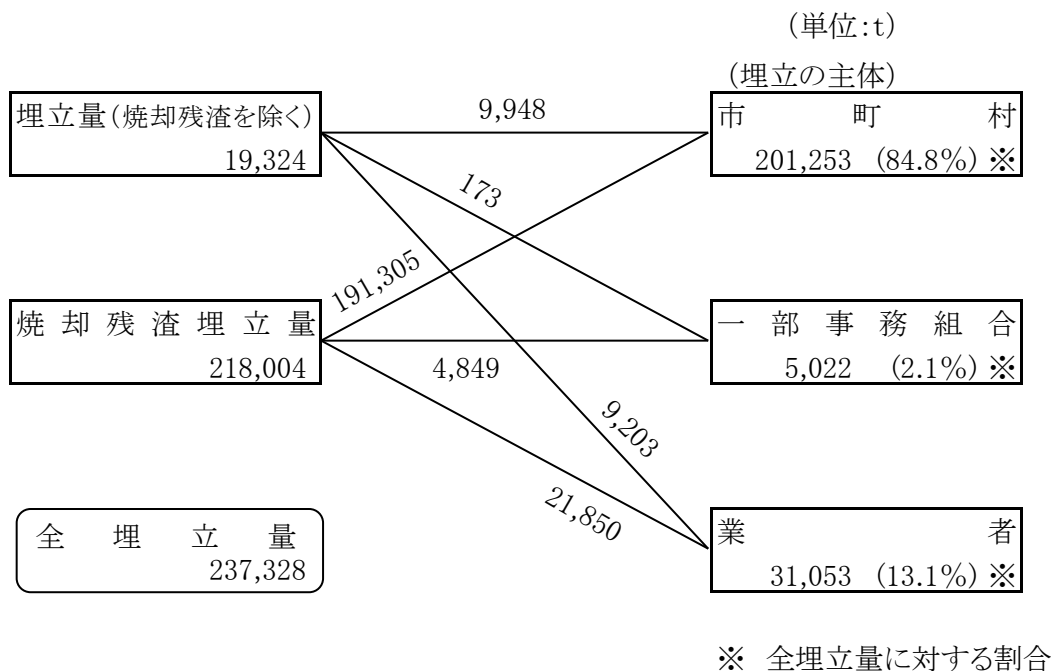 (単位:t)
(埋立の主体)
埋立量(焼却残渣を除く)
19,324
9,948
市町村
201,253 (84.8%) ※
173
191,305
焼却残渣埋立量
218,004
4,849
一部事務組合
5,022 (2.1%) ※
9,203
21,850
全埋立量
237,328
業者
31,053 (13.1%) ※
※ 全埋立量に対する割合